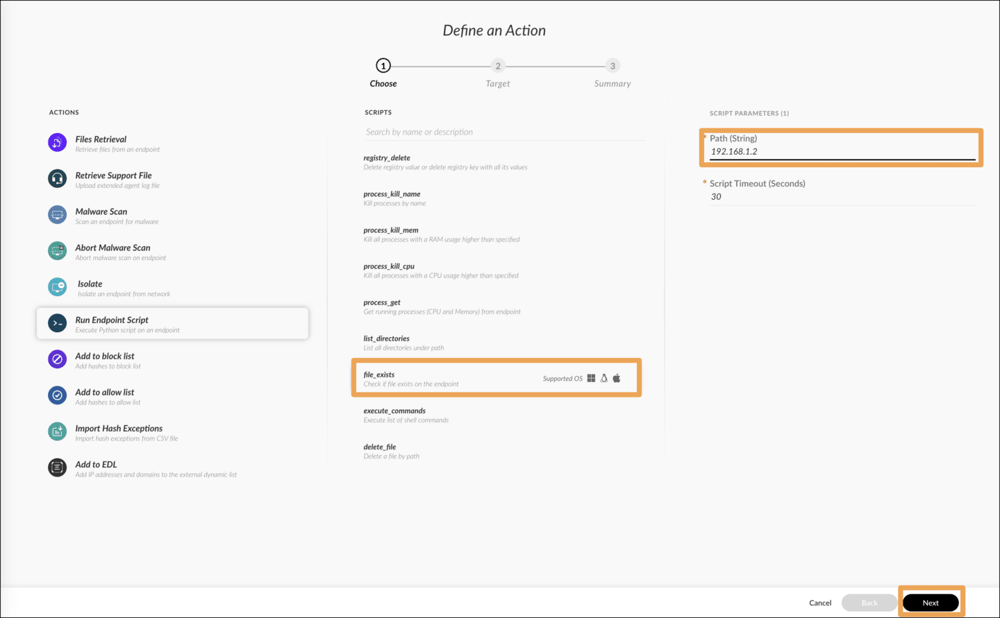 Define an Action
1
2
3
Choose
Target
Summary
ACTIONS
Files Retrieval
Retrieve files from an endpoint
Retrieve Support File
Upload extended agent log file
Malware Scan
Scan an endpoint for malware
Abort Malware Scan
Abort malware scan on endpoint
Isolate
Isolate an endpoint from network
Run Endpoint Script
Execute Python script on an endpoint
Add to block list
Add hashes to block list
Add to allow list
Add hashes to allow list
Import Hash Exceptions
Import hash exceptions from CSV file
Add to EDL
Add IP addresses and domains to the external dynamic list
SCRIPTS
Search by name or description
registry_delete
Delete registry value or delete registry key with all its values
process_kill_name
Kill processes by name
process_kill_mem
Kill all processes with a RAM usage higher than specified
process_kill_cpu
Kill all processes with a CPU usage higher than specified
process_get
Get running processes (CPU and Memory) from endpoint
list_directories
List all directories under path
file_exists
Check if file exists on the endpoint
Supported OS
execute_commands
Execute list of shell commands
delete_file
Delete a file by path
SCRIPT PARAMETERS (1)
* Path (String)
192.168.1.2
* Script Timeout (Seconds)
30
Cancel
Back
Next